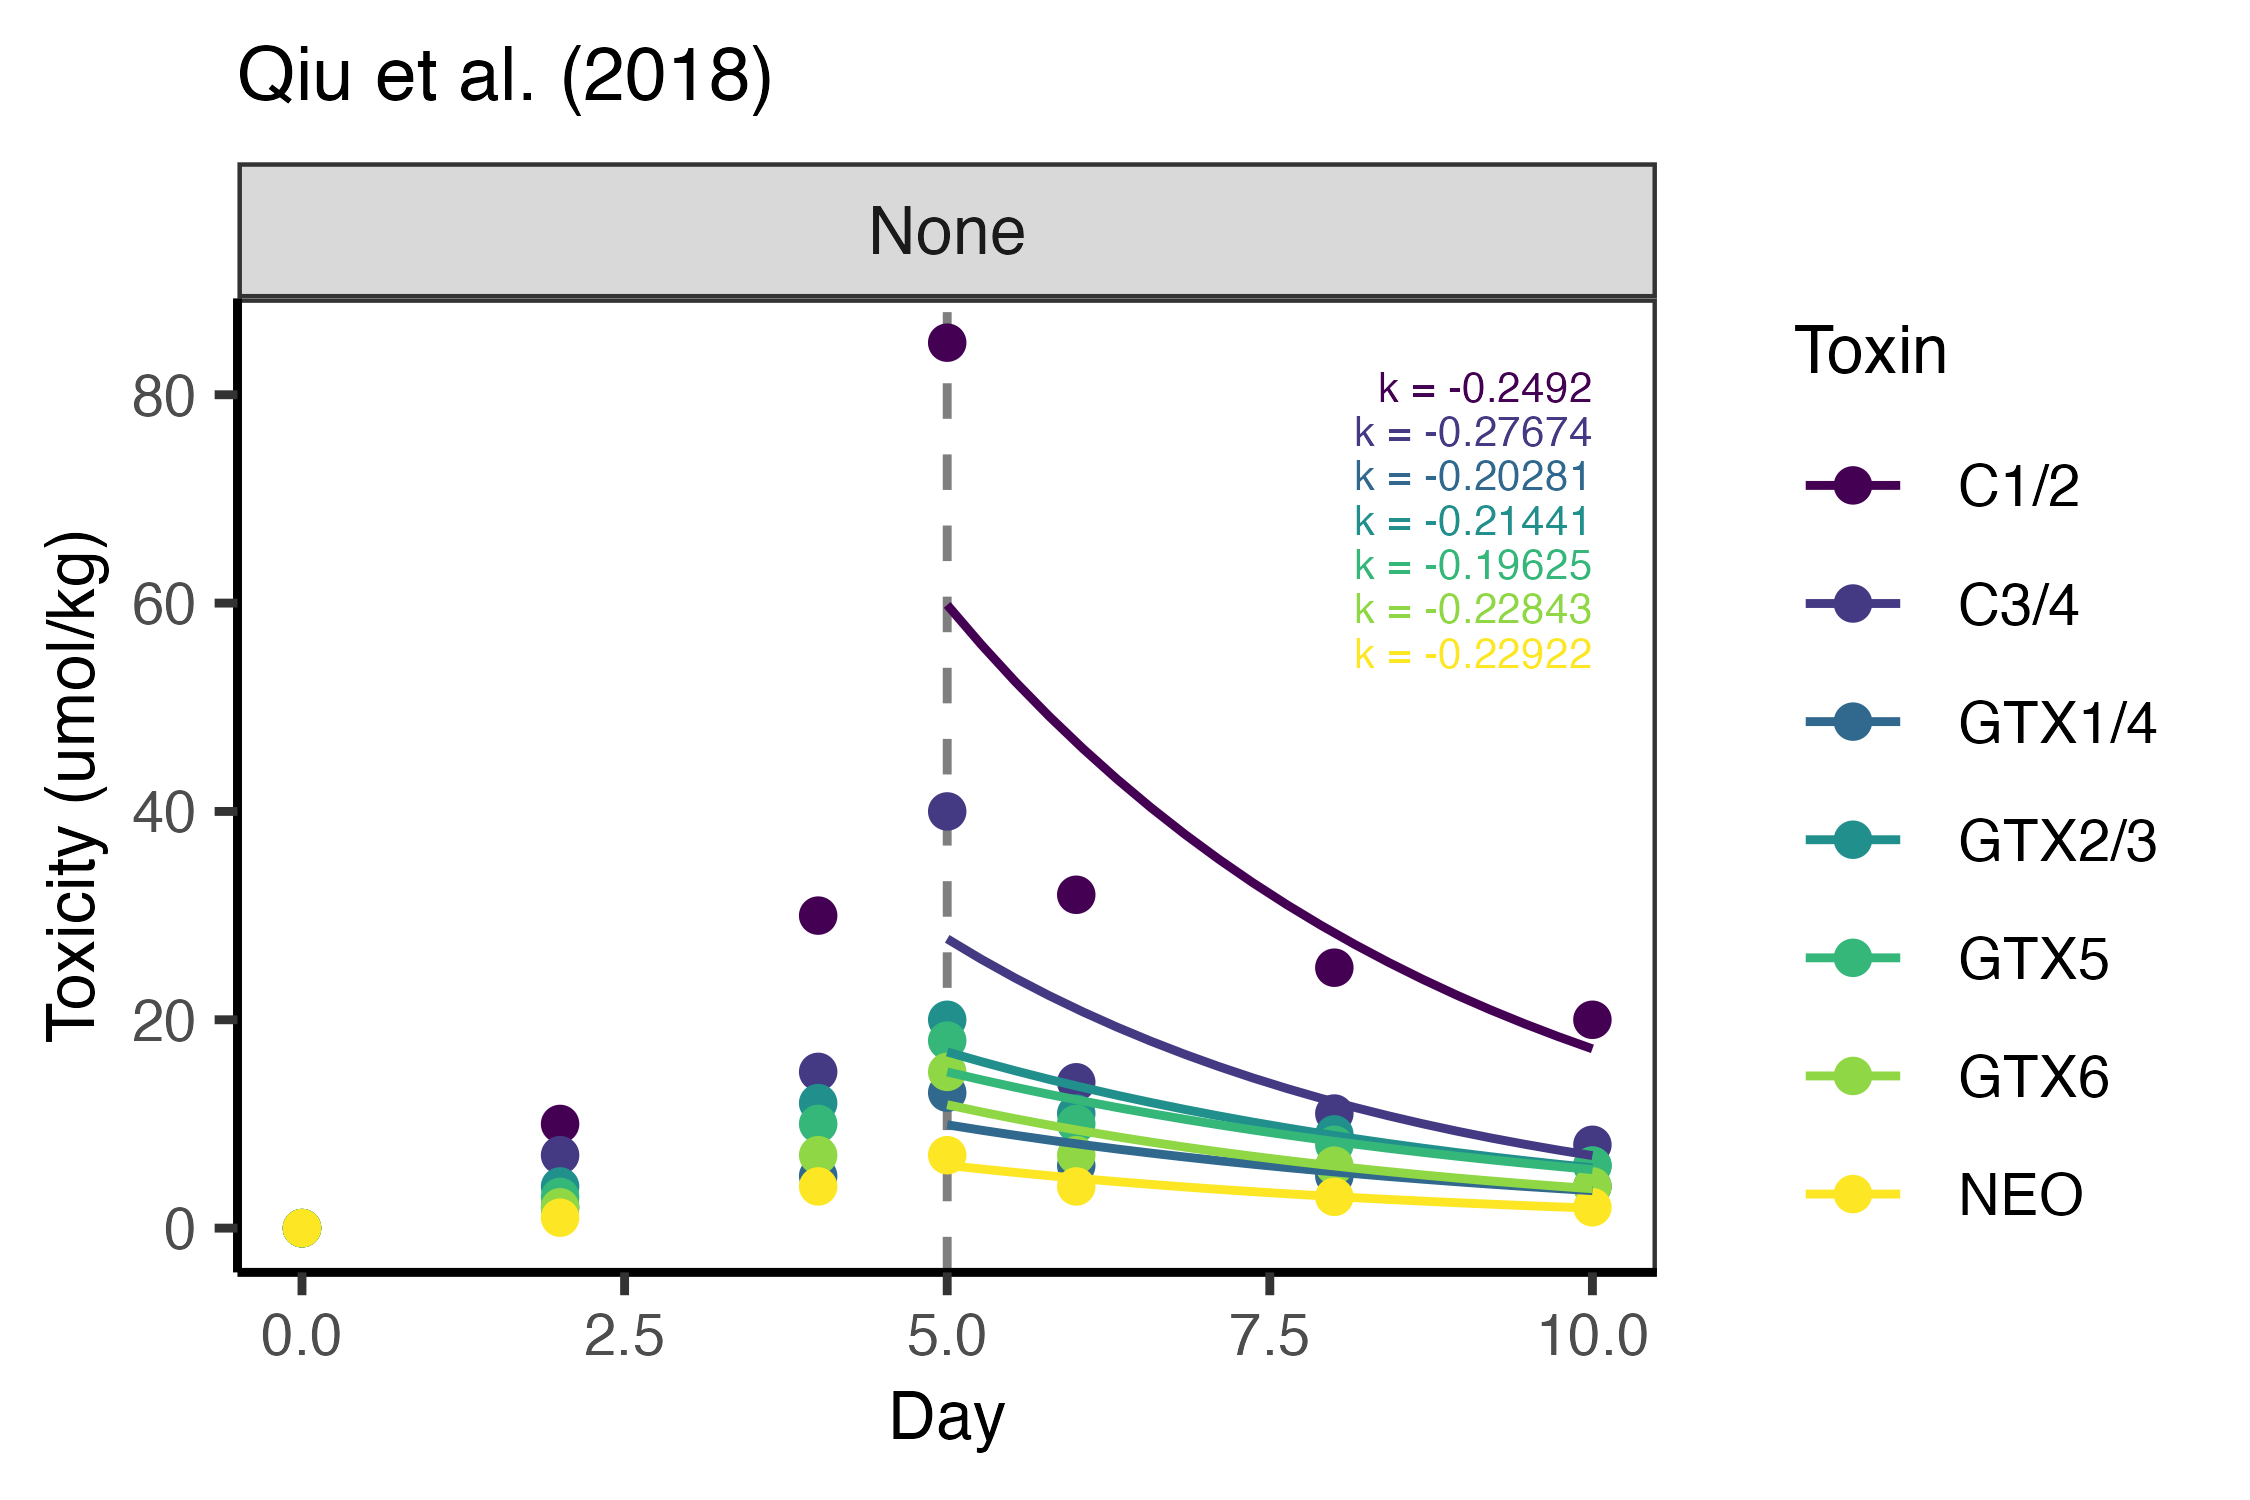 Qiu et al. (2018)
None
Toxicity (umol/kg)
80
60
40
20
0
k = -0.2492
k = -0.27674
k = -0.20281
k = -0.21441
k = -0.19625
k = -0.22843
k = -0.22922
0.0 2.5 5.0 7.5 10.0
Day
Toxin
C1/2
C3/4
GTX1/4
GTX2/3
GTX5
GTX6
NEO